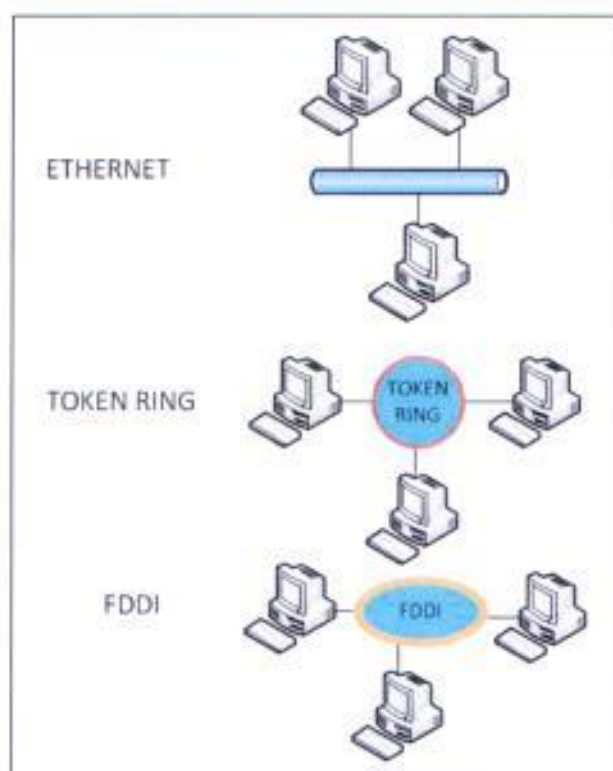 ETHERNET
TOKEN RING
TOKEN
RING
FDDI
FDDI